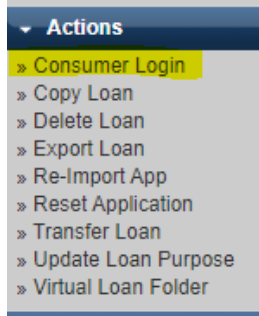 Actions
» Consumer Login
» Copy Loan
» Delete Loan
» Export Loan
» Re-Import App
» Reset Application
» Transfer Loan
» Update Loan Purpose
» Virtual Loan Folder